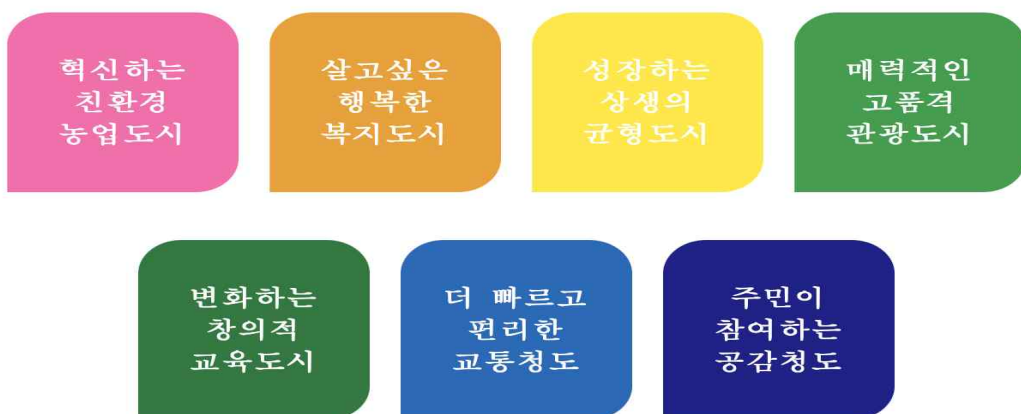 혁신하는
친환경
농업도시
살고싶은
행복한
복지도시
성장하는
상생의
균형도시
매력적인
고품격
관광도시
변화하는
창의적
교육도시
더 빠르고
편리한
교통청도
주민이
참여하는
공감청도